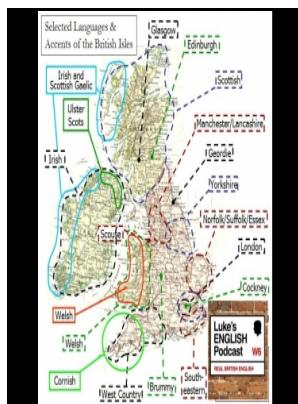 Selected Languages &
Accents of the British Isles
Glasgow
Edinburgh
Irish and
Scottish Gaelic
Scottish
Ulster
Scots
Manchester/Lancashire
Geordie
Irish
Yorkshire
Norfolk/Suffolk/Essex
Scouse
London
Cockney
Welsh
Welsh
Cornish
West Country
Brummy
South-
eastern
Luke's
ENGLISH
Podcast W6
REAL BRITISH ENGLISH